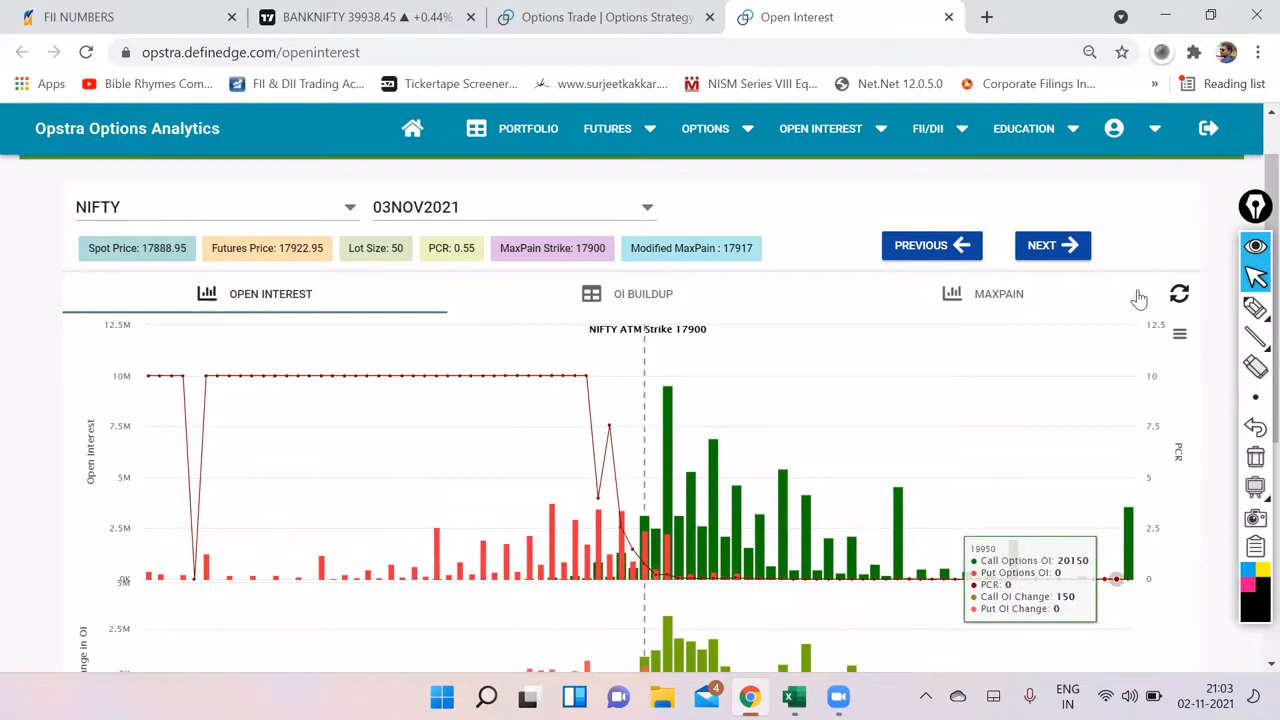 FII NUMBERS
BANKNIFTY 39938.45 ▲ +0.44%
Options Trade | Options Strategy
Open Interest
opstra.definedge.com/openinterest
Apps
Bible Rhymes Com...
FII & DII Trading Ac...
Tickertape Screener...
www.surjeetkakkar....
NISM Series VIII Eq...
Net.Net 12.0.5.0
Corporate Filings In...
»
Reading list
Opstra Options Analytics
PORTFOLIO
FUTURES
OPTIONS
OPEN INTEREST
FII/DII
EDUCATION
NIFTY
03NOV2021
Spot Price: 17888.95
Futures Price: 17922.95
Lot Size: 50
PCR: 0.55
MaxPain Strike: 17900
Modified MaxPain : 17917
PREVIOUS
NEXT
OPEN INTEREST
OI BUILDUP
MAXPAIN
NIFTY ATM Strike 17900
12.5M
10M
7.5M
5M
2.5M
0K
Open Interest
12.5
10
7.5
5
2.5
0
PCR
19950
Call Options OI: 20150
Put Options OI: 0
PCR: 0
Call OI Change: 150
Put OI Change: 0
2.5M
4
ENG
IN
21:03
02-11-2021